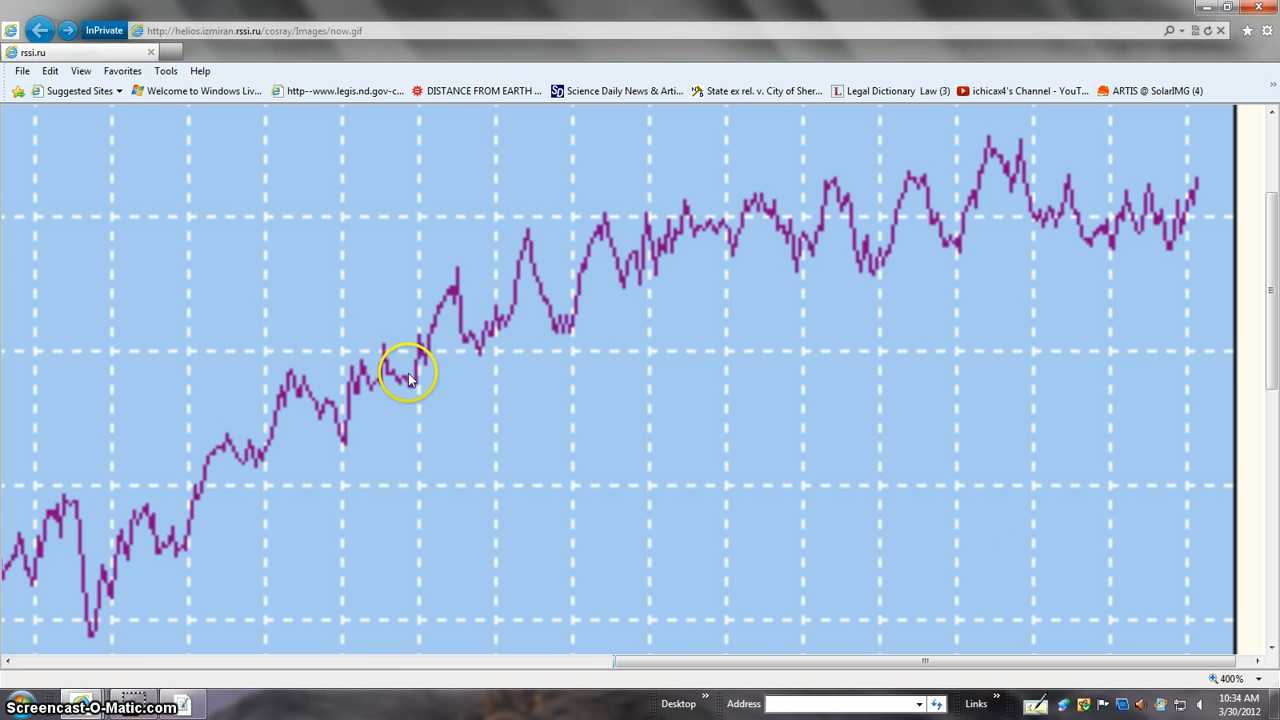 InPrivate http://helios.izmiran.rssi.ru/cosray/Images/now.gif
rssi.ru
File Edit View Favorites Tools Help
Suggested Sites Welcome to Windows Liv... http--www.legis.nd.gov-c... DISTANCE FROM EARTH ... Science Daily News & Arti... State ex rel. v. City of Sher... Legal Dictionary Law (3) ichicax4's Channel - YouT... ARTIS @ SolarIMG (4)
400%
Desktop Address Links 10:34 AM
Screencast-O-Matic.com 3/30/2012